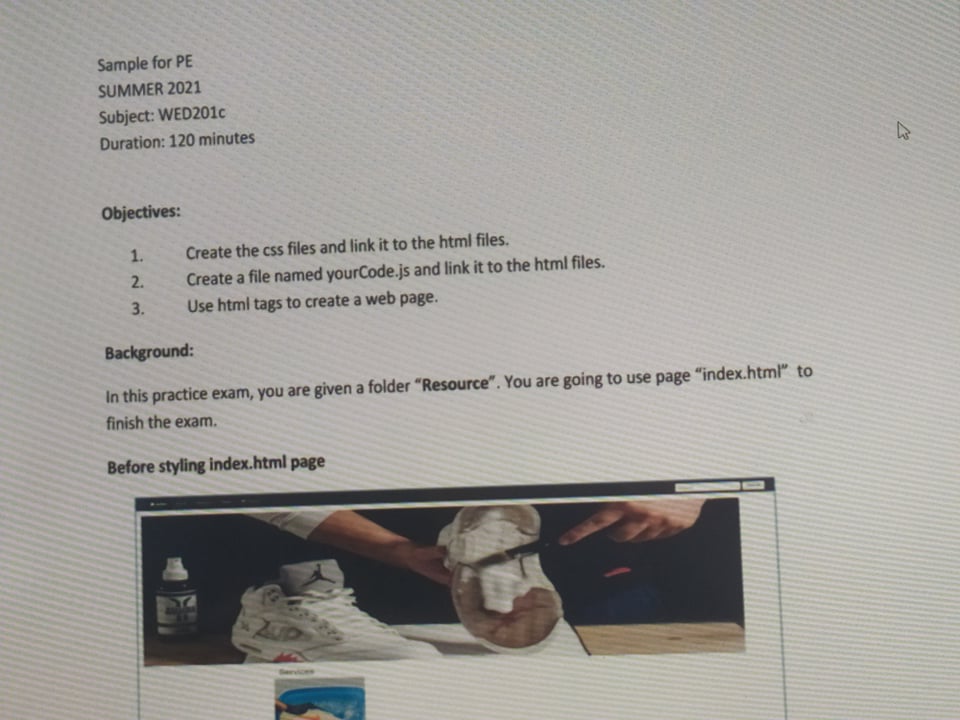 Sample for PE
SUMMER 2021
Subject: WED201c
Duration: 120 minutes
Objectives:
1. Create the css files and link it to the html files.
2. Create a file named yourCode.js and link it to the html files.
3. Use html tags to create a web page.
Background:
In this practice exam, you are given a folder “Resource”. You are going to use page “index.html” to
finish the exam.
Before styling index.html page
Services